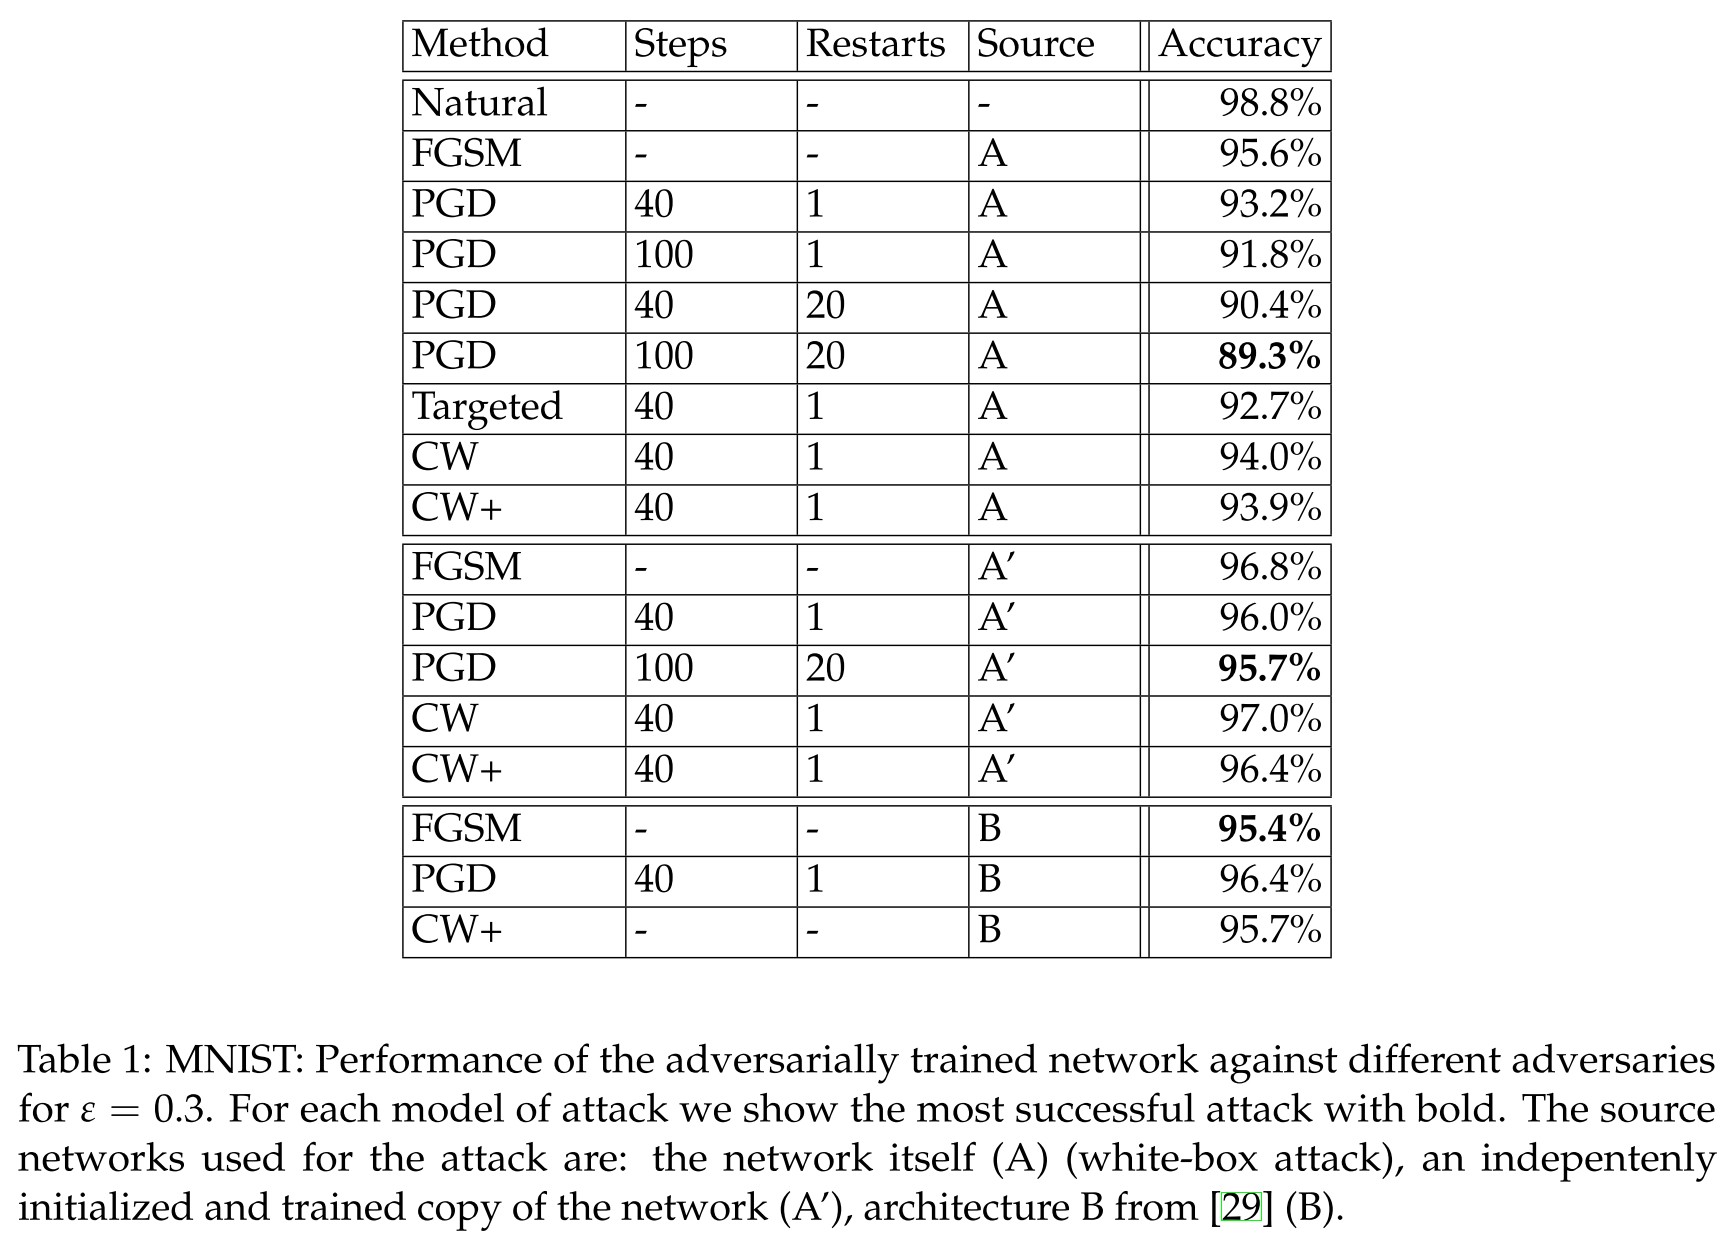 Method Steps Restarts Source Accuracy
Natural - - - 98.8%
FGSM - - A 95.6%
PGD 40 1 A 93.2%
PGD 100 1 A 91.8%
PGD 40 20 A 90.4%
PGD 100 20 A 89.3%
Targeted 40 1 A 92.7%
CW 40 1 A 94.0%
CW+ 40 1 A 93.9%
FGSM - - A’ 96.8%
PGD 40 1 A’ 96.0%
PGD 100 20 A’ 95.7%
CW 40 1 A’ 97.0%
CW+ 40 1 A’ 96.4%
FGSM - - B 95.4%
PGD 40 1 B 96.4%
CW+ - - B 95.7%
Table 1: MNIST: Performance of the adversarially trained network against different adversaries
for ε = 0.3. For each model of attack we show the most successful attack with bold. The source
networks used for the attack are: the network itself (A) (white-box attack), an indepentenly
initialized and trained copy of the network (A’), architecture B from [29] (B).